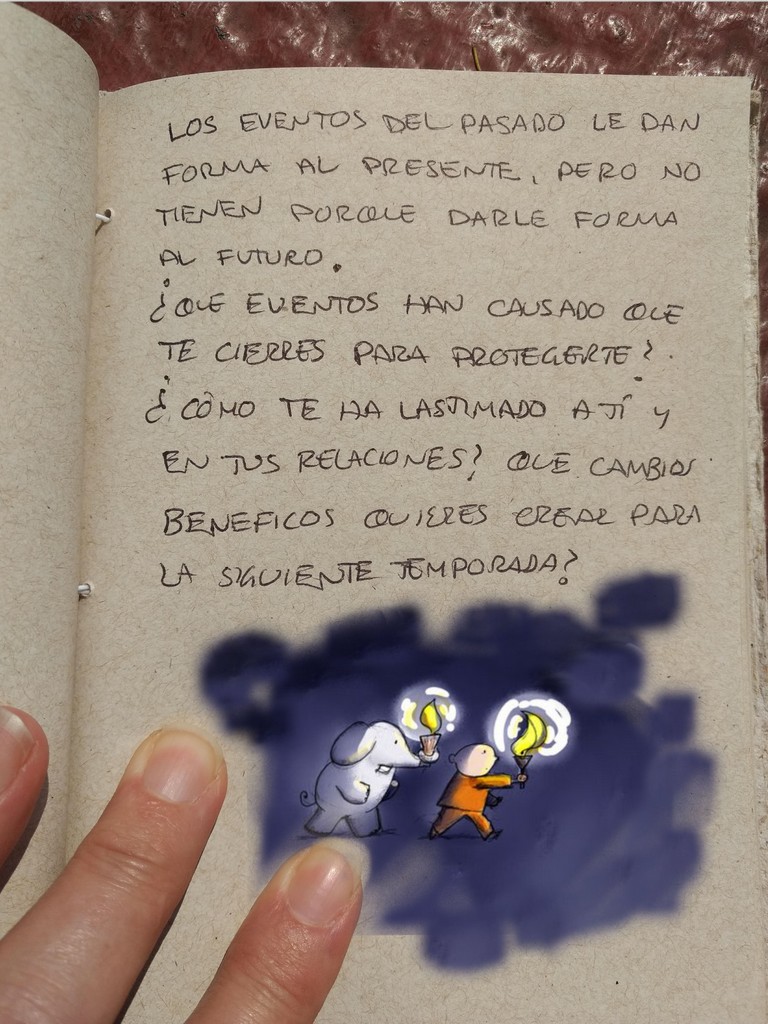 LOS EVENTOS DEL PASADO LE DAN
FORMA AL PRESENTE, PERO NO
TIENEN PORQUE DARLE FORMA
AL FUTURO.
¿QUE EVENTOS HAN CAUSADO QUE
TE CIERRES PARA PROTEGERTE?
¿CÓMO TE HA LASTIMADO A TÍ Y
EN TUS RELACIONES? QUE CAMBIOS
BENEFICOS QUIERES CREAR PARA
LA SIGUIENTE TEMPORADA?